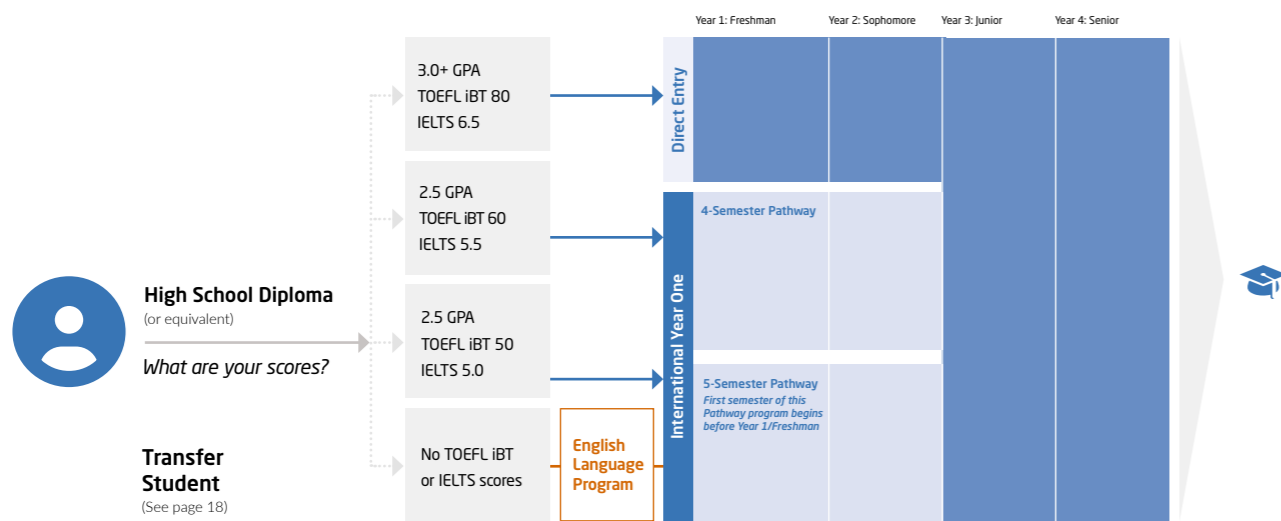 Year 1: Freshman
Year 2: Sophomore
Year 3: Junior
Year 4: Senior
3.0+ GPA
TOEFL iBT 80
IELTS 6.5
Direct Entry
2.5 GPA
TOEFL iBT 60
IELTS 5.5
4-Semester Pathway
High School Diploma
(or equivalent)
What are your scores?
2.5 GPA
TOEFL iBT 50
IELTS 5.0
International Year One
5-Semester Pathway
First semester of this
Pathway program begins
before Year 1/Freshman
Transfer
Student
(See page 18)
No TOEFL iBT
or IELTS scores
English
Language
Program